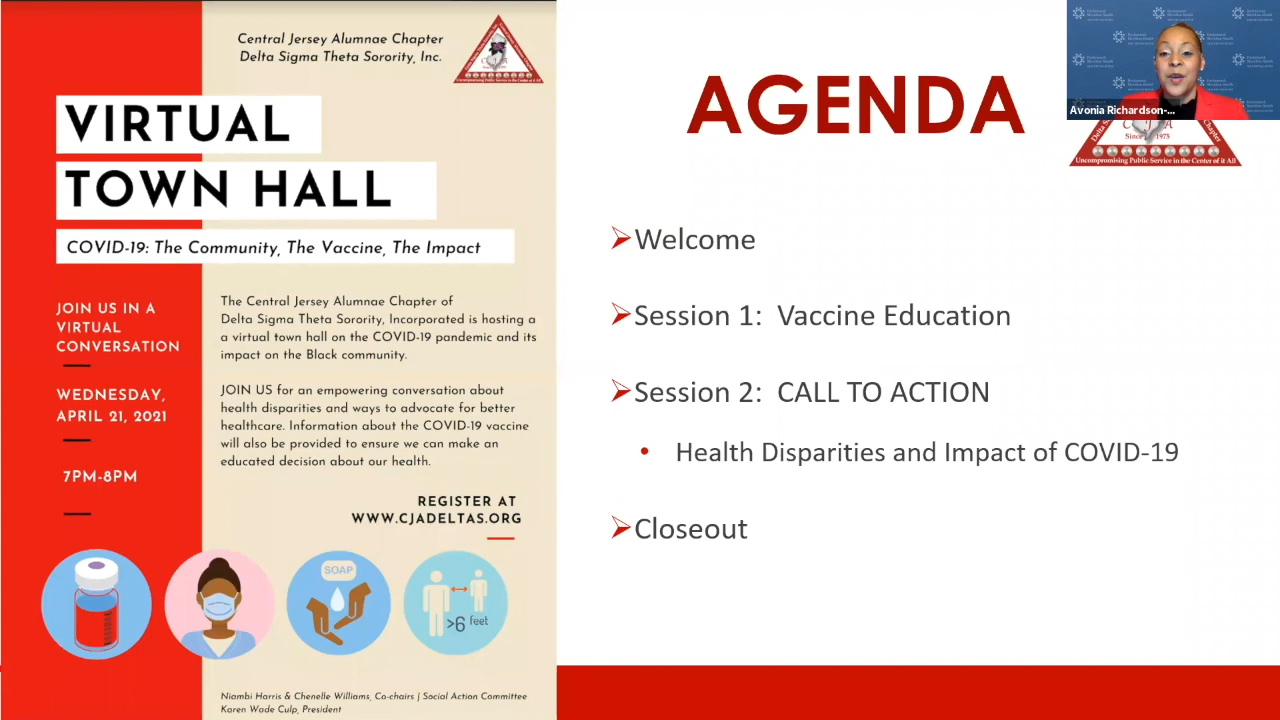 Central Jersey Alumnae Chapter
Delta Sigma Theta Sorority, Inc.
VIRTUAL
TOWN HALL
COVID-19: The Community, The Vaccine, The Impact
JOIN US IN A
VIRTUAL
CONVERSATION
WEDNESDAY,
APRIL 21, 2021
7PM-8PM
The Central Jersey Alumnae Chapter of
Delta Sigma Theta Sorority, Incorporated is hosting a
a virtual town hall on the COVID-19 pandemic and its
impact on the Black community.
JOIN US for an empowering conversation about
health disparities and ways to advocate for better
healthcare. Information about the COVID-19 vaccine
will also be provided to ensure we can make an
educated decision about our health.
REGISTER AT
WWW.CJADELTAS.ORG
SOAP
>6 feet
Niambi Harris & Chenelle Williams, Co-chairs | Social Action Committee
Karen Wade Culp, President
AGENDA
Welcome
Session 1: Vaccine Education
Session 2: CALL TO ACTION
• Health Disparities and Impact of COVID-19
Closeout
Avonia Richardson-...
Hackensack
Meridian Health
Delta
Chapter
CJA
Since 1975
Uncompromising Public Service in the Center of it All